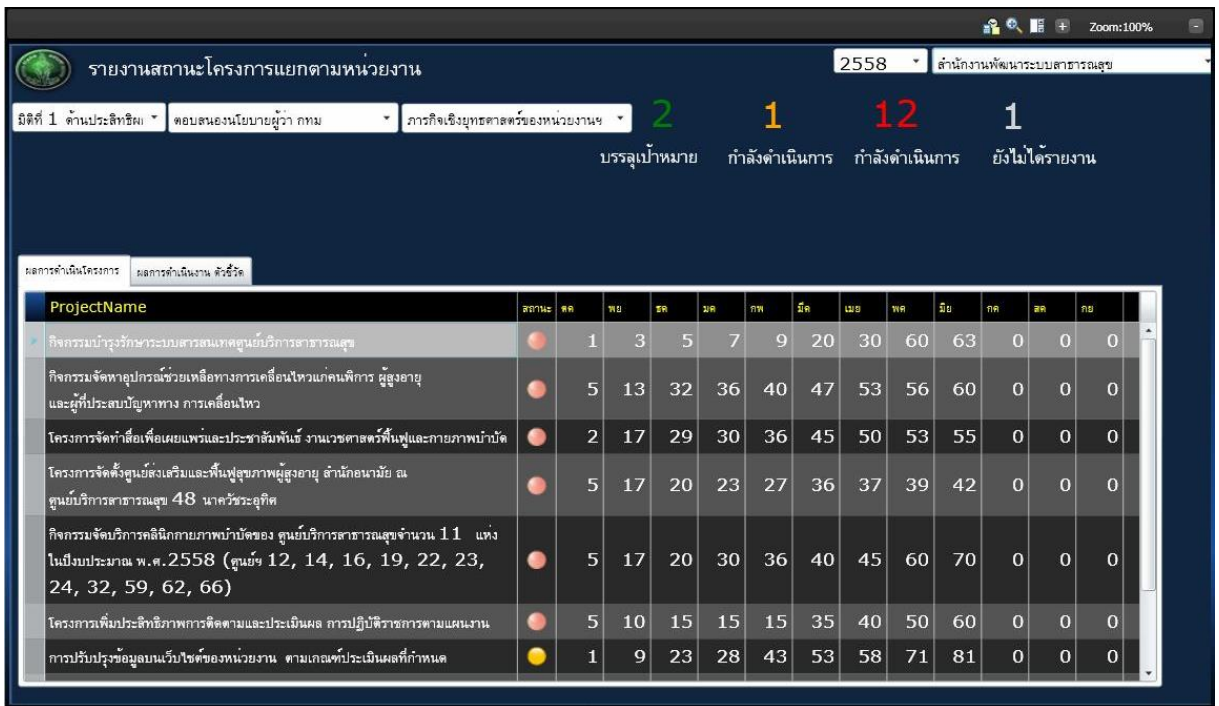 Zoom:100%
รายงานสถานะโครงการแยกตามหน่วยงาน
2558
สำนักงานพัฒนาระบบสาธารณสุข
มิติที่ 1 ด้านประสิทธิผ
ตอบสนองนโยบายผู้ว่า กทม
ภารกิจเชิงยุทธศาสตร์ของหน่วยงานฯ
2 1 12 1
บรรลุเป้าหมาย กำลังดำเนินการ กำลังดำเนินการ ยังไม่ได้รายงาน
ผลการดำเนินโครงการ ผลการดำเนินงาน ตัวชี้วัด
ProjectName สถานะ ตค พย ธค มค กพ มีค เมย พค มิย กค สค กย
กิจกรรมบำรุงรักษาระบบสารสนเทศศูนย์บริการสาธารณสุข 1 3 5 7 9 20 30 60 63 0 0 0
กิจกรรมจัดหาอุปกรณ์ช่วยเหลือทางการเคลื่อนไหวแก่คนพิการ ผู้สูงอายุ
และผู้ที่ประสบปัญหาทาง การเคลื่อนไหว 5 13 32 36 40 47 53 56 60 0 0 0
โครงการจัดทำสื่อเพื่อเผยแพร่และประชาสัมพันธ์ งานเวชศาสตร์ฟื้นฟูและกายภาพบำบัด 2 17 29 30 36 45 50 53 55 0 0 0
โครงการจัดตั้งศูนย์ส่งเสริมและฟื้นฟูสุขภาพผู้สูงอายุ สำนักอนามัย ณ
ศูนย์บริการสาธารณสุข 48 นาควัชระอุทิศ 5 17 20 23 27 36 37 39 42 0 0 0
กิจกรรมจัดบริการคลินิกกายภาพบำบัดของ ศูนย์บริการสาธารณสุขจำนวน 11 แห่ง
ในปีงบประมาณ พ.ศ.2558 (ศูนย์ฯ 12, 14, 16, 19, 22, 23,
24, 32, 59, 62, 66) 5 17 20 30 36 40 45 60 70 0 0 0
โครงการเพิ่มประสิทธิภาพการติดตามและประเมินผล การปฏิบัติราชการตามแผนงาน 5 10 15 15 15 35 40 50 60 0 0 0
การปรับปรุงข้อมูลบนเว็บไซต์ของหน่วยงาน ตามเกณฑ์ประเมินผลที่กำหนด 1 9 23 28 43 53 58 71 81 0 0 0